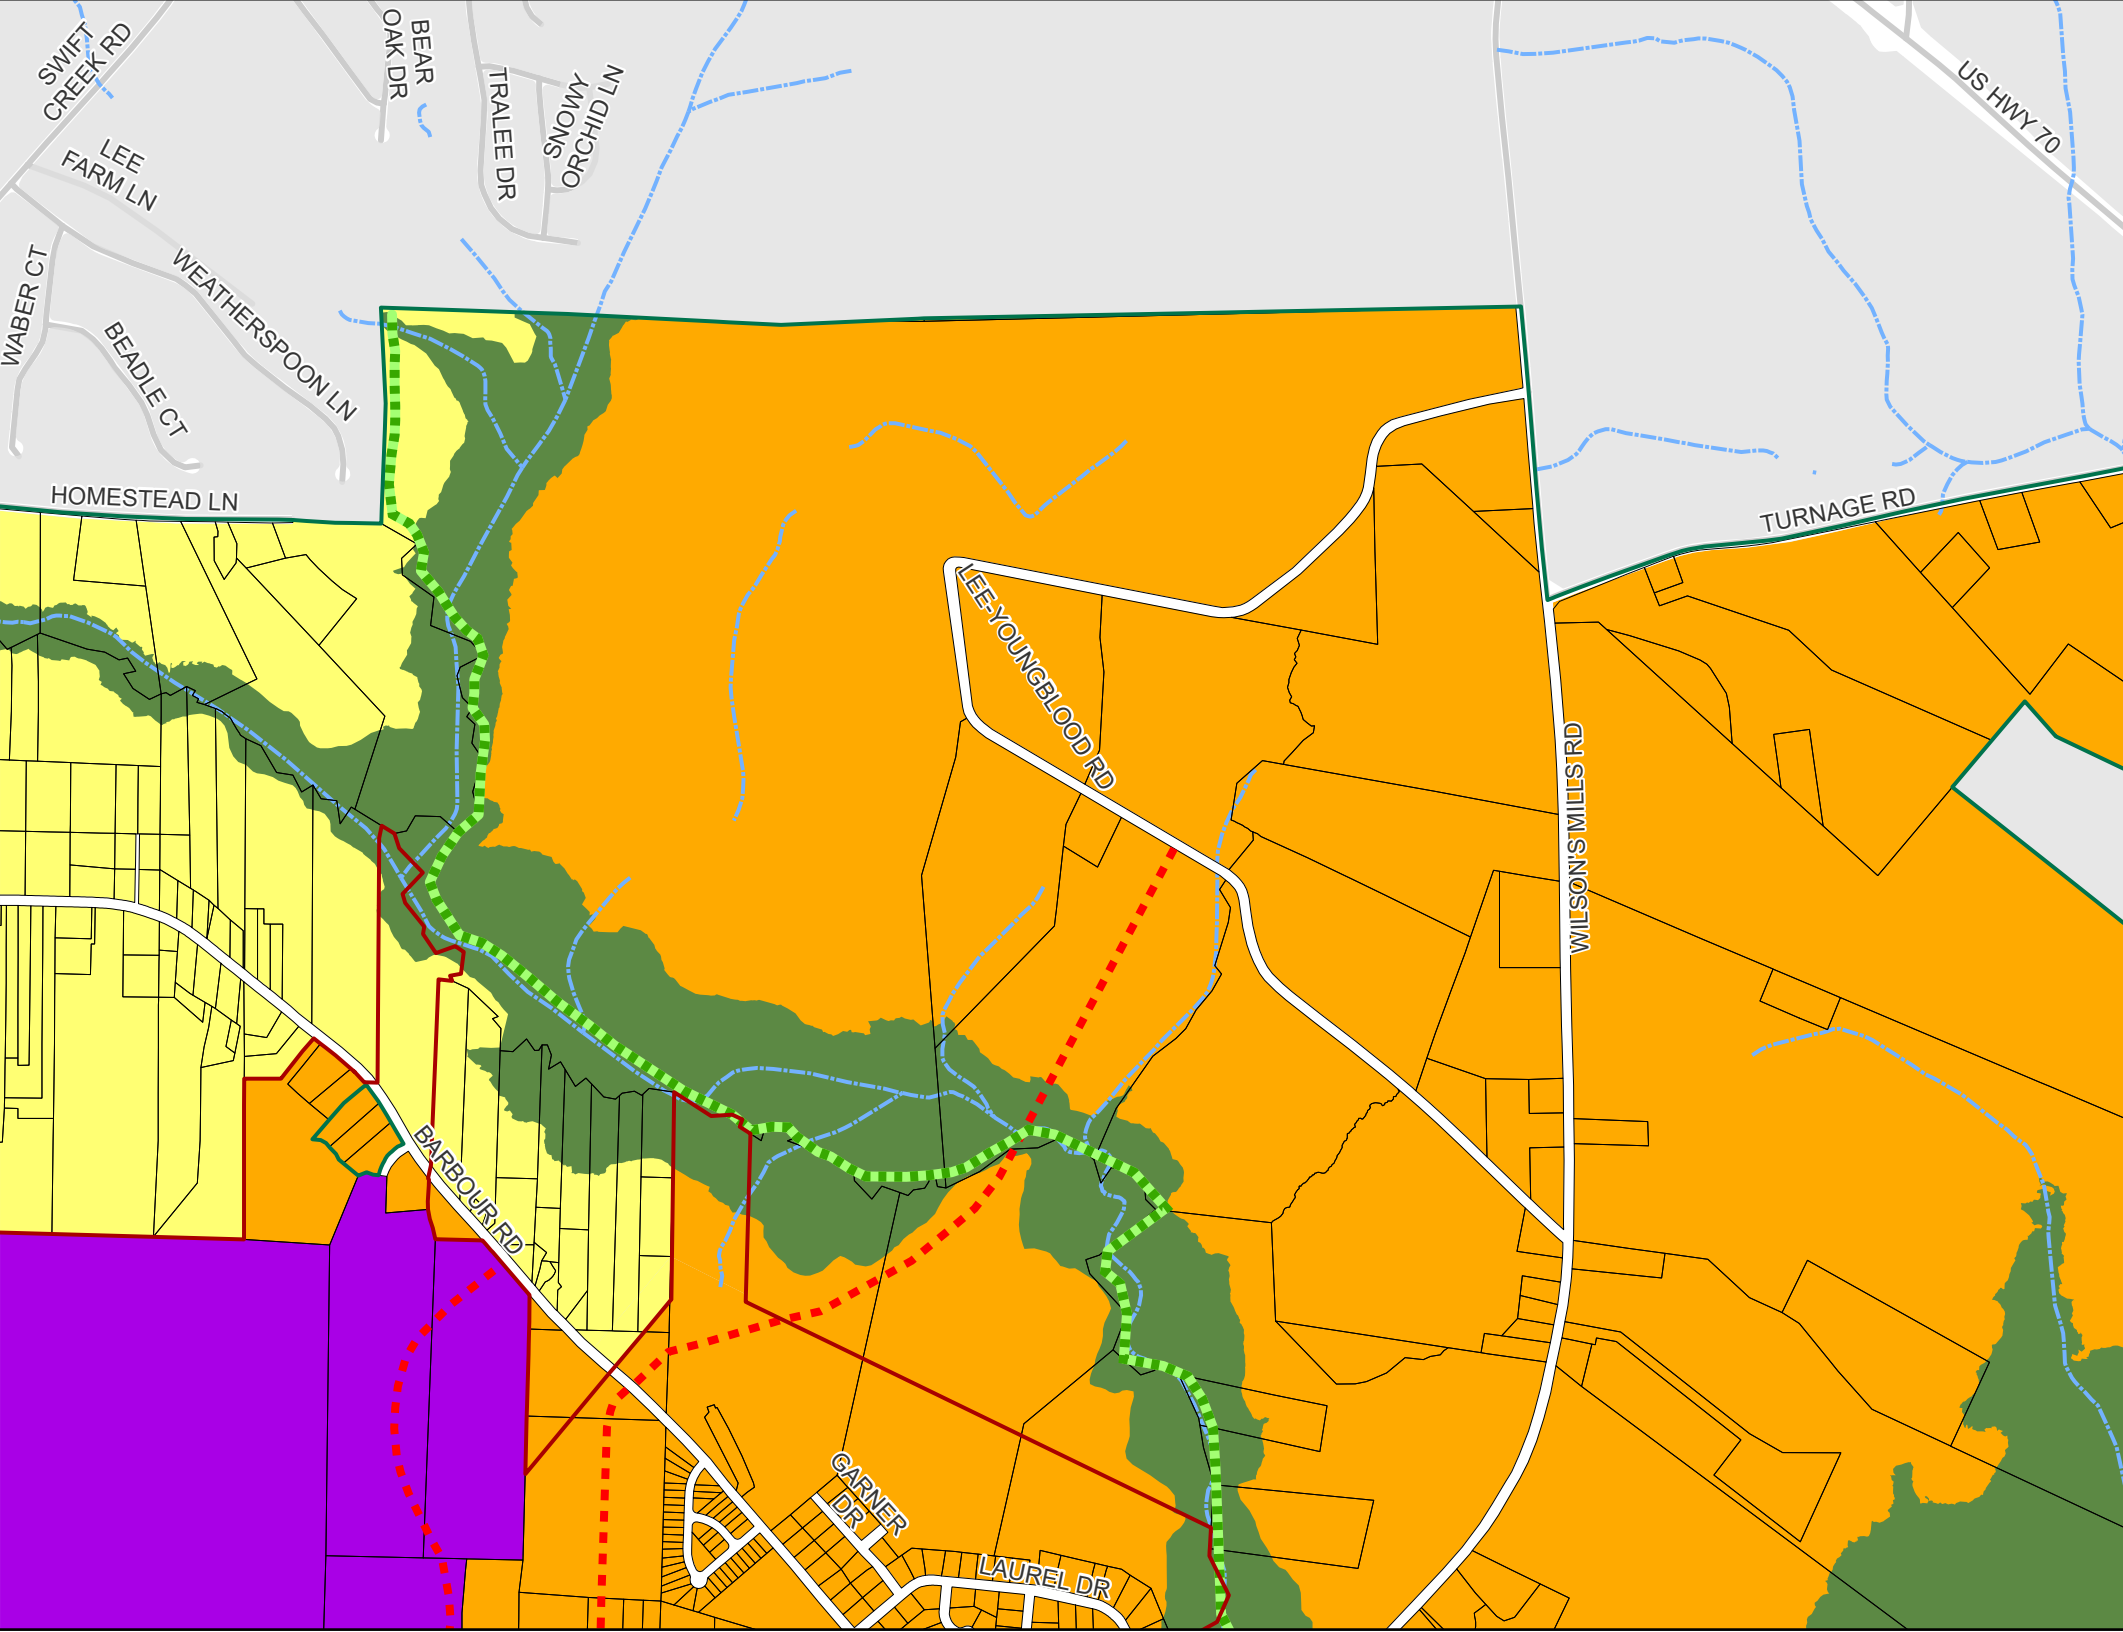 SWIFT
CREEK RD
BEAR
OAK DR
TRALEE DR
SNOWY
ORCHID LN
US HWY 70
LEE
FARM LN
WABER CT
WEATHERSPOON LN
BEADLE CT
HOMESTEAD LN
TURNAGE RD
LEE-YOUNGBLOOD RD
WILSON'S MILLS RD
BARBOUR RD
GARNER
DR
LAUREL DR